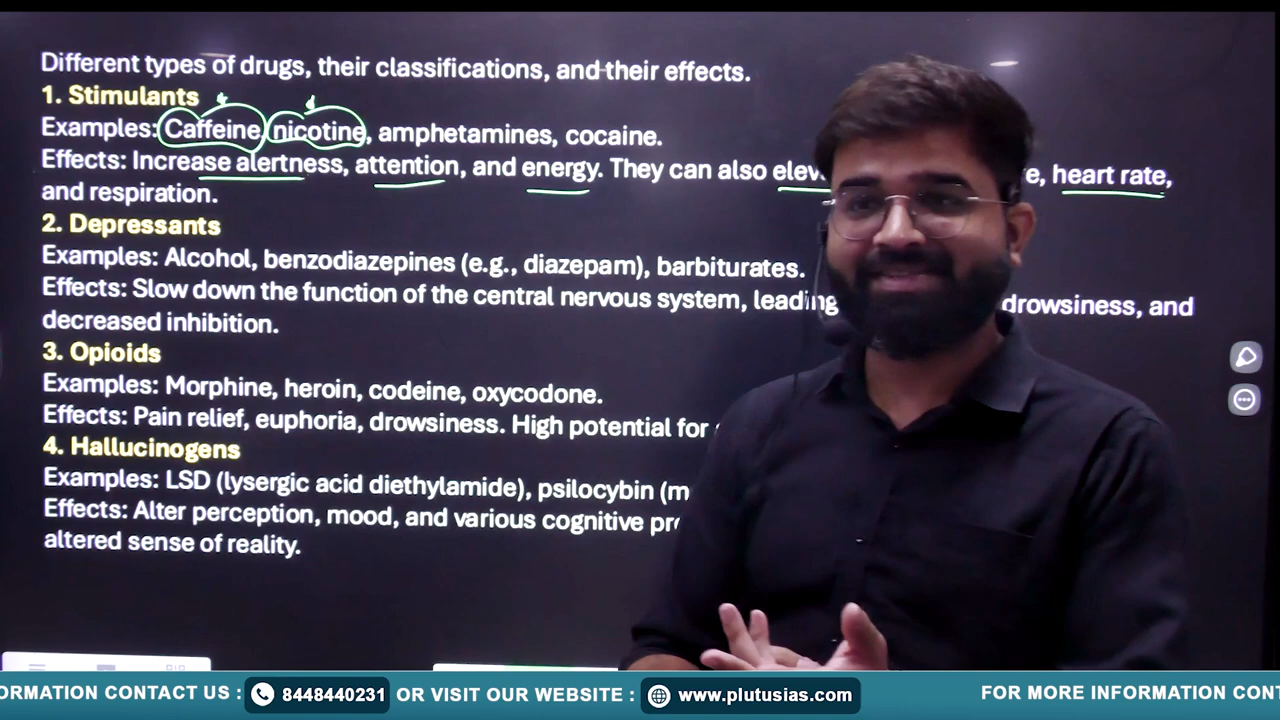 Different types of drugs, their classifications, and their effects.
1. Stimulants
Examples: Caffeine, nicotine, amphetamines, cocaine.
Effects: Increase alertness, attention, and energy. They can also heart rate,
and respiration.
2. Depressants
Examples: Alcohol, benzodiazepines (e.g., diazepam), barbiturates.
Effects: Slow down the function of the central nervous system, leading drowsiness, and
decreased inhibition.
3. Opioids
Examples: Morphine, heroin, codeine, oxycodone.
Effects: Pain relief, euphoria, drowsiness. High potential for
4. Hallucinogens
Examples: LSD (lysergic acid diethylamide), psilocybin
Effects: Alter perception, mood, and various cognitive
altered sense of reality.
ORMATION CONTACT US : 8448440231 OR VISIT OUR WEBSITE : www.plutusias.com FOR MORE INFORMATION CONT